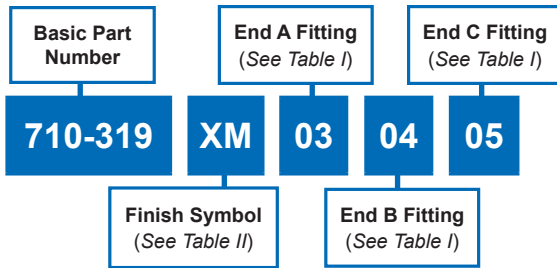 Basic Part
Number
End A Fitting
(See Table I)
End C Fitting
(See Table I)
710-319 XM 03 04 05
Finish Symbol
(See Table II)
End B Fitting
(See Table I)